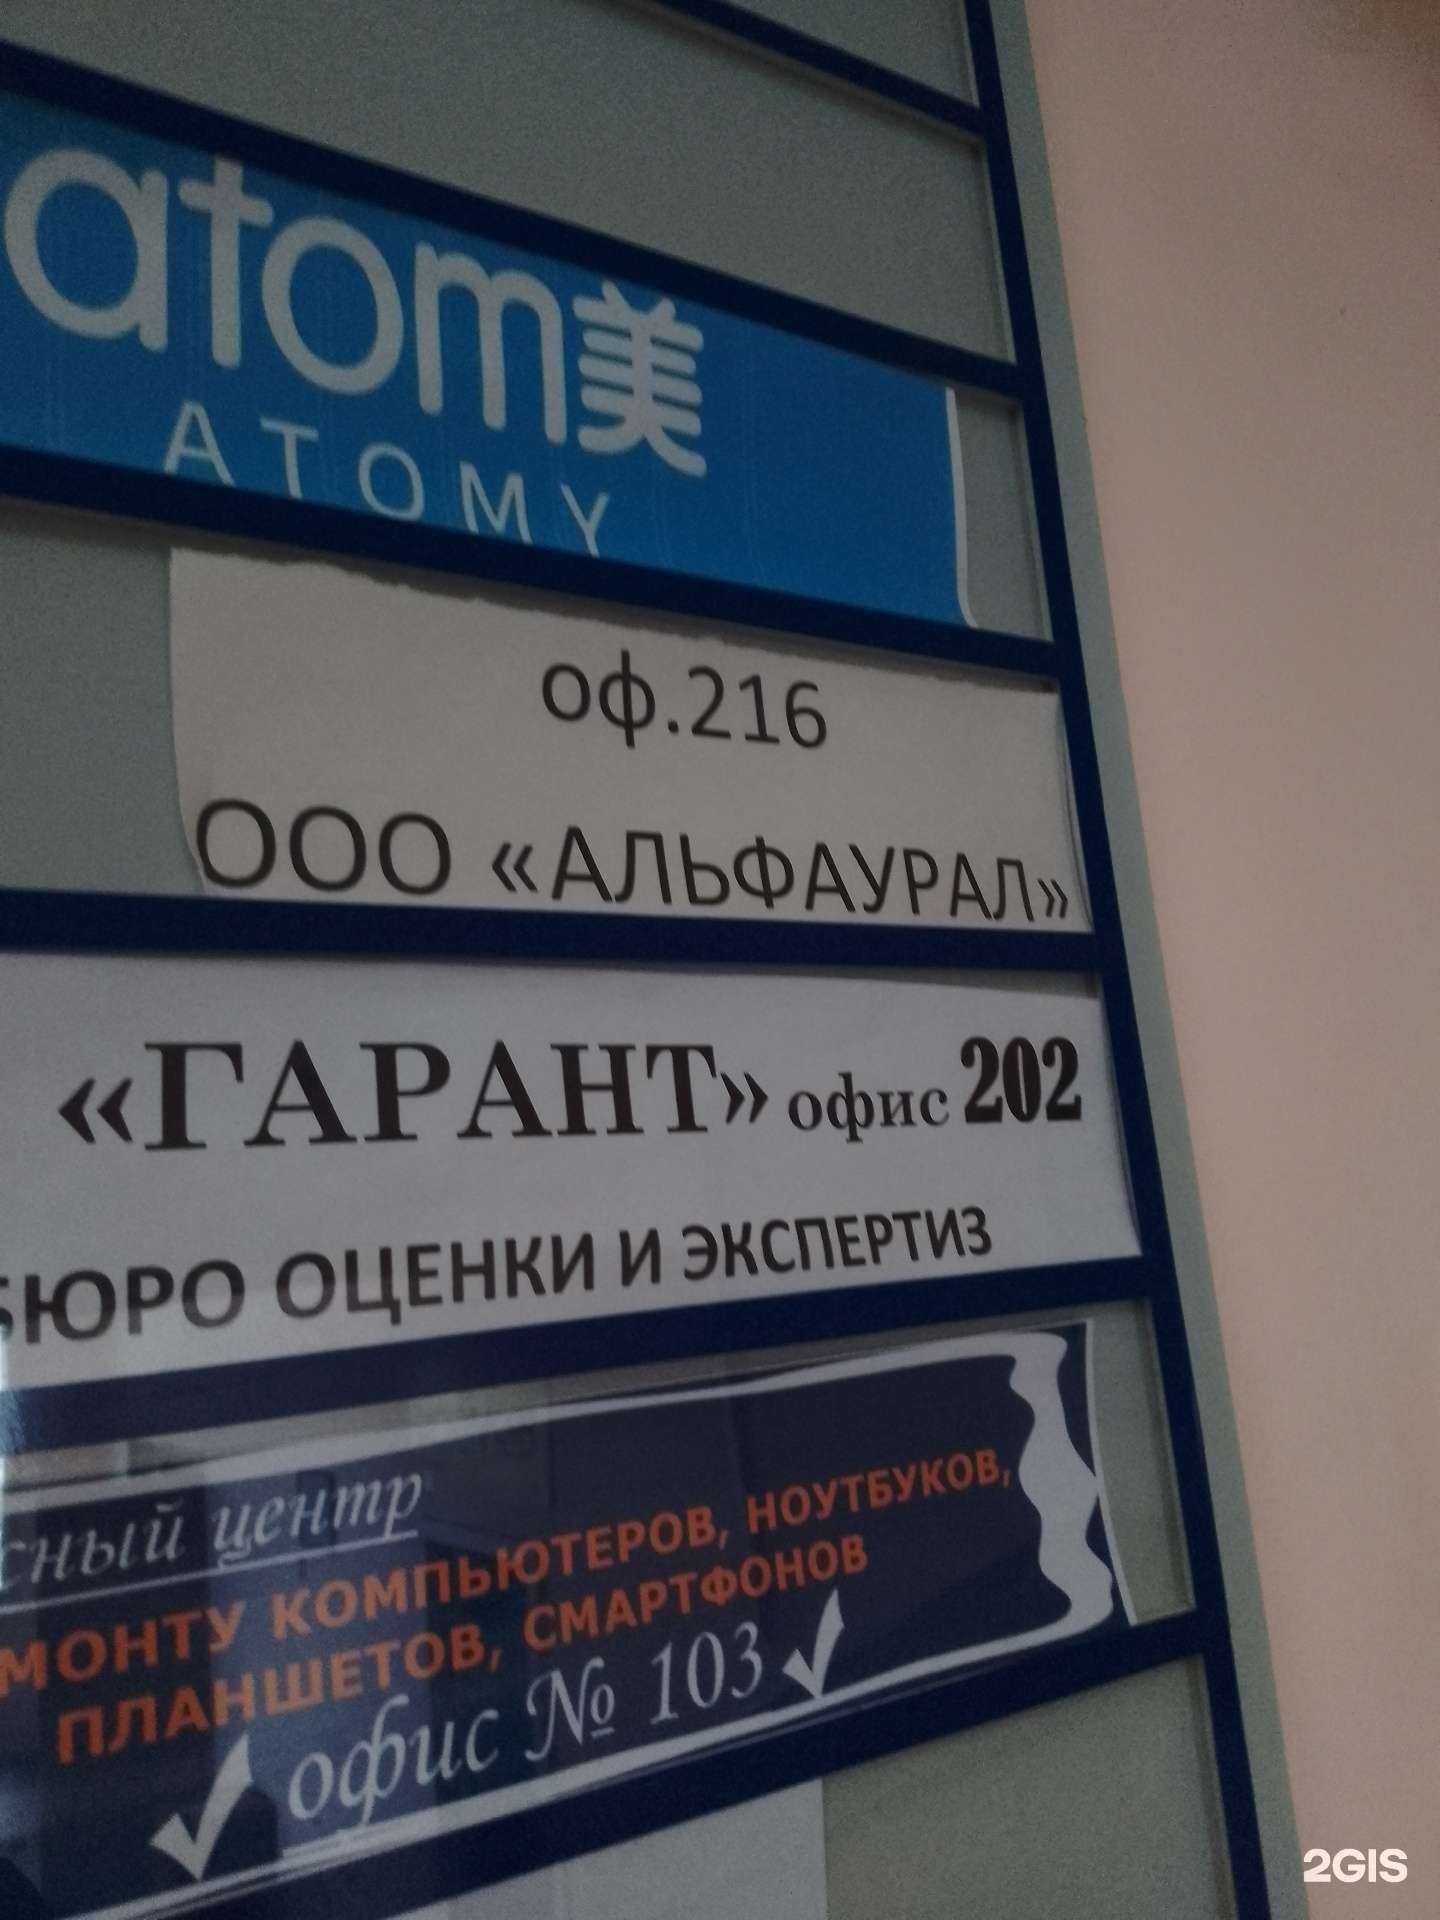 atom美
ATOMY
оф.216
ООО «АЛЬФАУРАЛ»
«ГАРАНТ» офис 202
БЮРО ОЦЕНКИ И ЭКСПЕРТИЗ
сный центр
МОНТУ КОМПЬЮТЕРОВ, НОУТБУКОВ,
ПЛАНШЕТОВ, СМАРТФОНОВ
офис № 103
2GIS